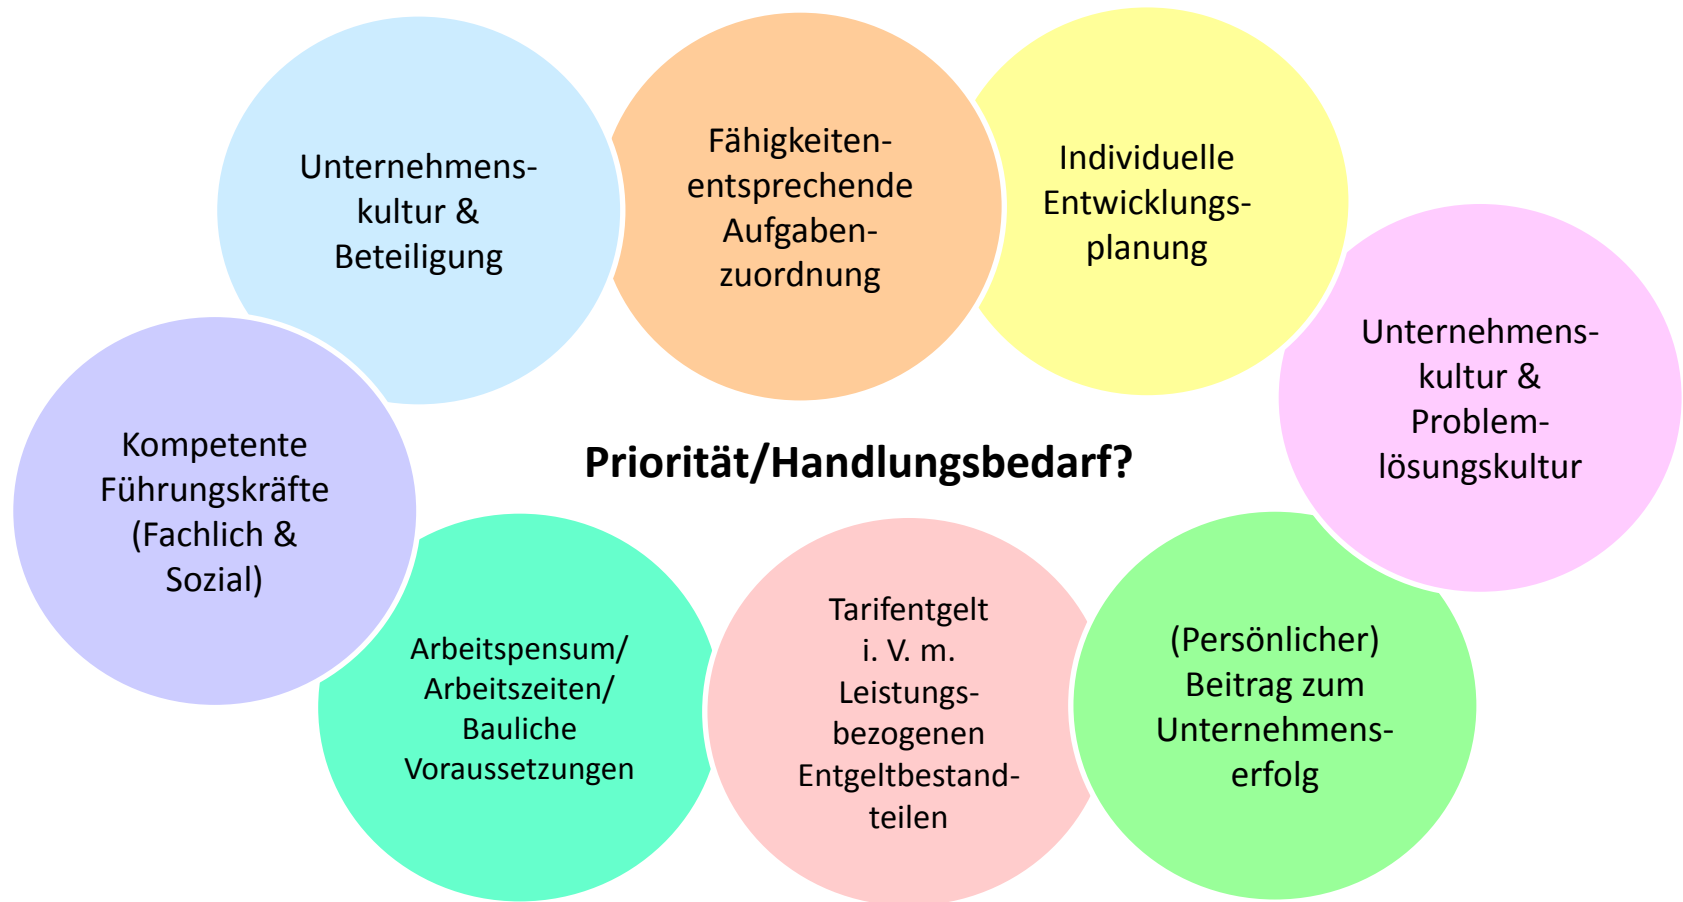 Unternehmens-
kultur &
Beteiligung
Fähigkeiten-
entsprechende
Aufgaben-
zuordnung
Individuelle
Entwicklungs-
planung
Unternehmens-
kultur &
Problem-
lösungskultur
Priorität/Handlungsbedarf?
Kompetente
Führungskräfte
(Fachlich &
Sozial)
Arbeitspensum/
Arbeitszeiten/
Bauliche
Voraussetzungen
Tarifentgelt
i. V. m.
Leistungs-
bezogenen
Entgeltbestand-
teilen
(Persönlicher)
Beitrag zum
Unternehmens-
erfolg